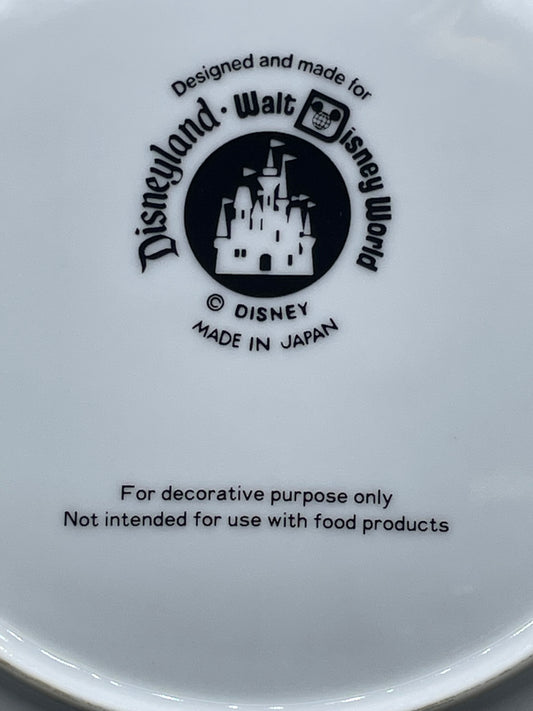 Designed and made for
Disneyland · Walt Disney World
© DISNEY
MADE IN JAPAN
For decorative purpose only
Not intended for use with food products